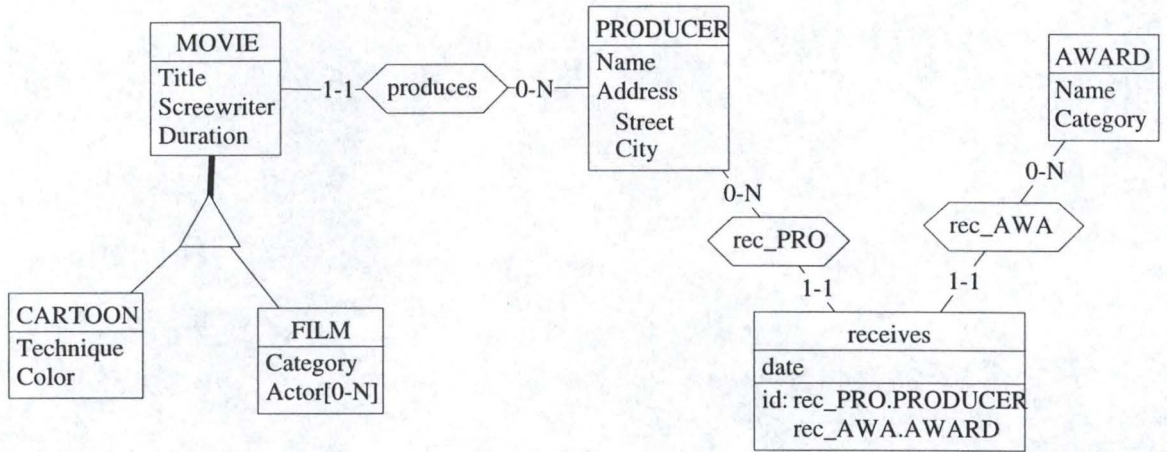 MOVIE
Title
Screewriter
Duration
1-1
produces
0-N
PRODUCER
Name
Address
Street
City
AWARD
Name
Category
0-N
rec_PRO
1-1
0-N
rec_AWA
1-1
CARTOON
Technique
Color
FILM
Category
Actor[0-N]
receives
date
id: rec_PRO.PRODUCER
rec_AWA.AWARD